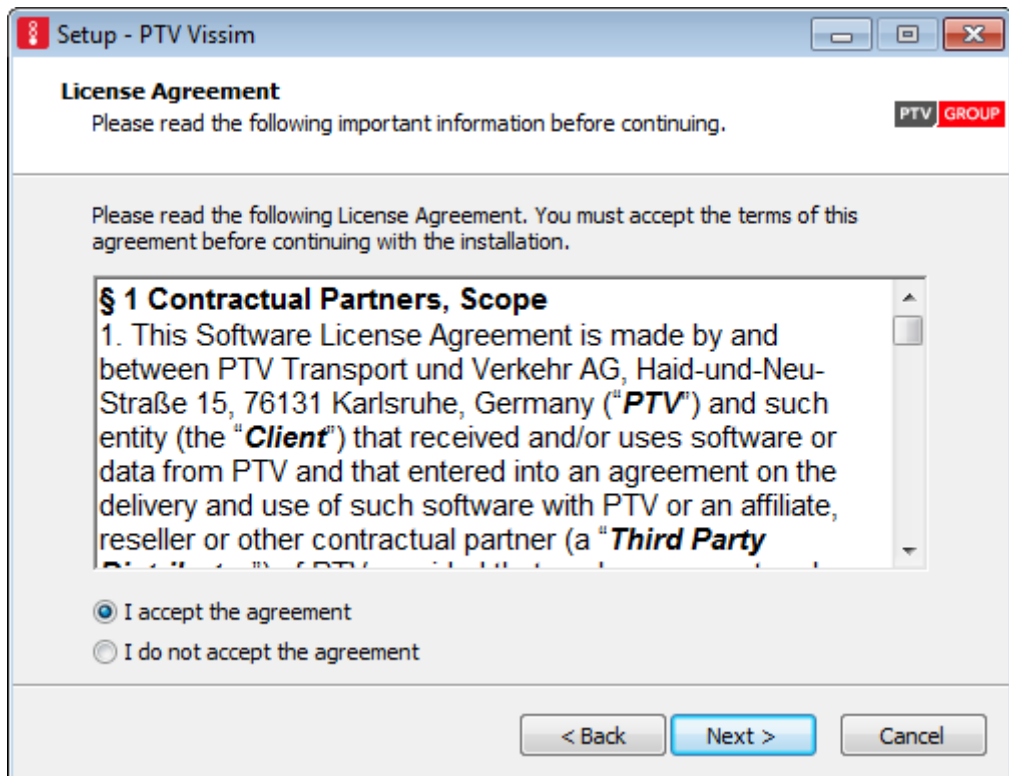 Setup - PTV Vissim
License Agreement
Please read the following important information before continuing.
PTV GROUP
Please read the following License Agreement. You must accept the terms of this
agreement before continuing with the installation.
§ 1 Contractual Partners, Scope
1. This Software License Agreement is made by and
between PTV Transport und Verkehr AG, Haid-und-Neu-
Straße 15, 76131 Karlsruhe, Germany (“PTV”) and such
entity (the “Client”) that received and/or uses software or
data from PTV and that entered into an agreement on the
delivery and use of such software with PTV or an affiliate,
reseller or other contractual partner (a “Third Party
I accept the agreement
I do not accept the agreement
< Back Next > Cancel